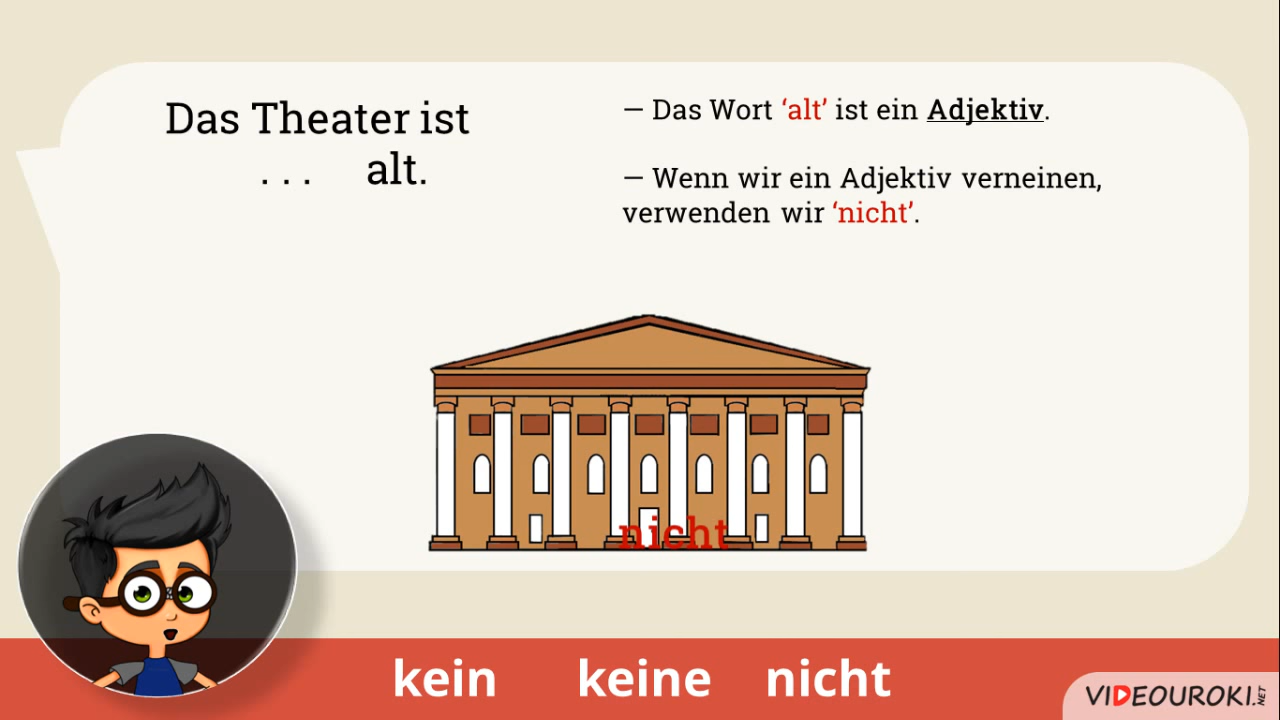 Das Theater ist
. . . alt.
— Das Wort ‘alt’ ist ein Adjektiv.
— Wenn wir ein Adjektiv verneinen,
verwenden wir ‘nicht’.
nicht
kein keine nicht
VIDEOUROKI.NET